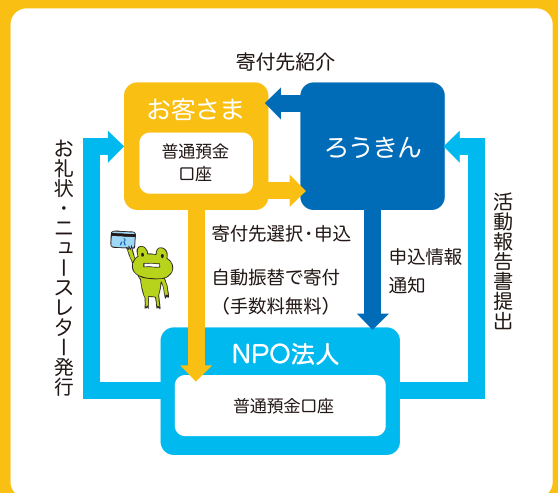 寄付先紹介
お客さま
普通預金
口座
ろうきん
お礼状・ニュースレター発行
寄付先選択・申込
自動振替で寄付
（手数料無料）
申込情報
通知
活動報告書提出
NPO法人
普通預金口座